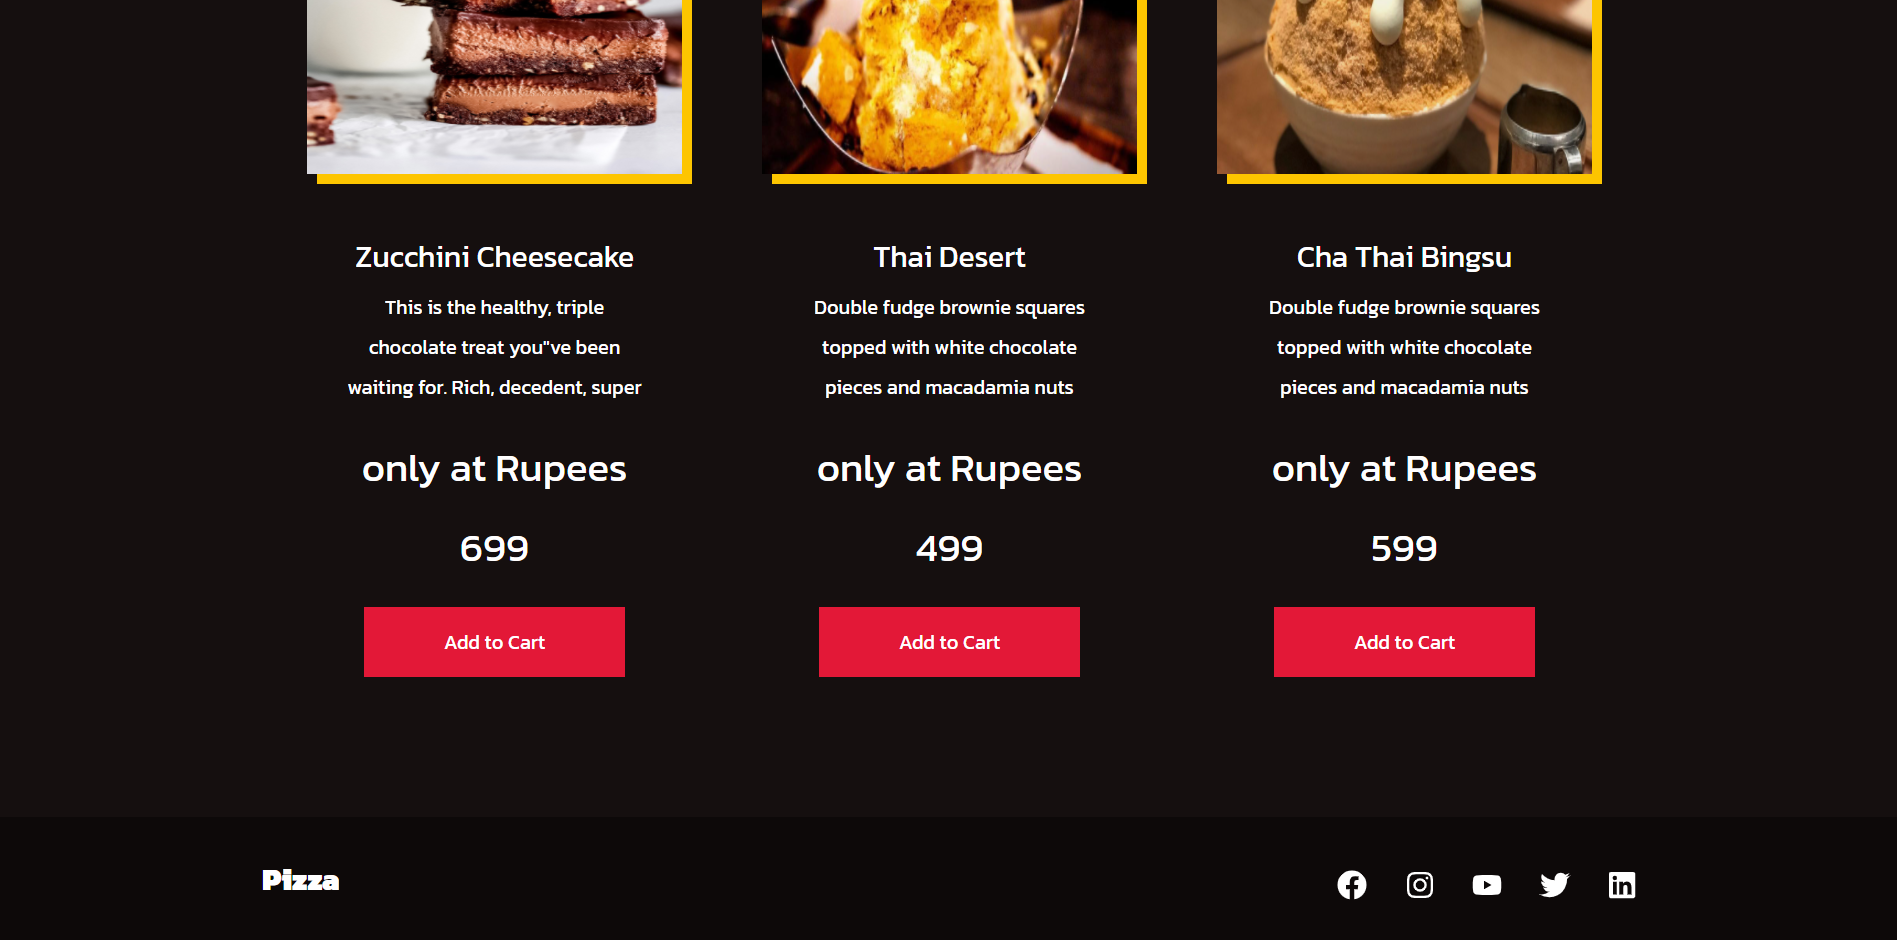 Zucchini Cheesecake
This is the healthy, triple
chocolate treat you"ve been
waiting for. Rich, decedent, super
only at Rupees
699
Add to Cart
Thai Desert
Double fudge brownie squares
topped with white chocolate
pieces and macadamia nuts
only at Rupees
499
Add to Cart
Cha Thai Bingsu
Double fudge brownie squares
topped with white chocolate
pieces and macadamia nuts
only at Rupees
599
Add to Cart
Pizza